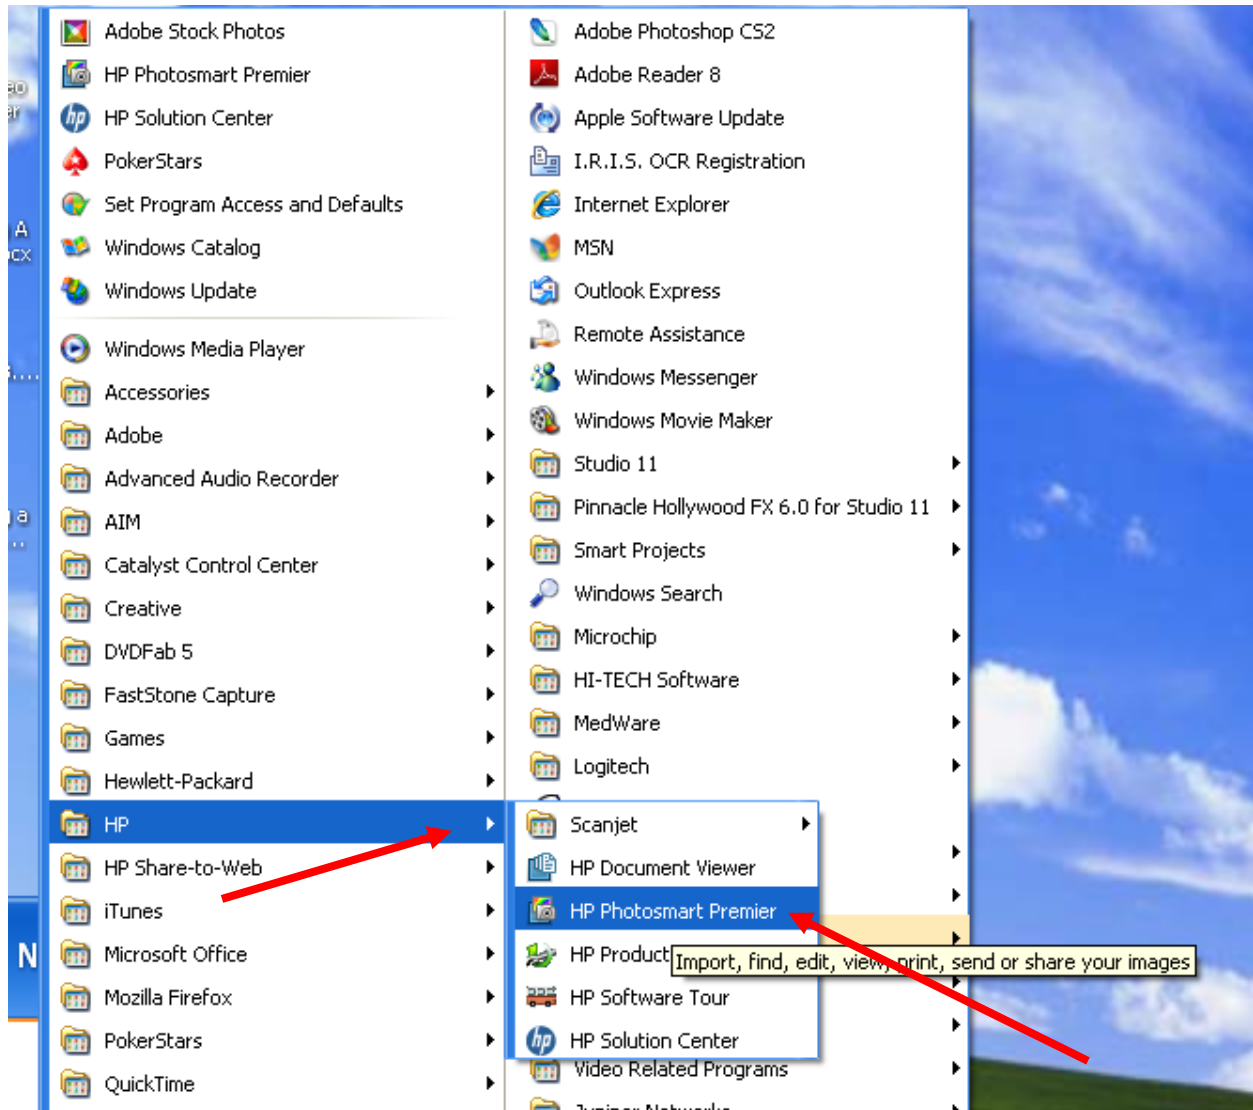 Adobe Stock Photos
HP Photosmart Premier
HP Solution Center
PokerStars
Set Program Access and Defaults
Windows Catalog
Windows Update
Windows Media Player
Accessories
Adobe
Advanced Audio Recorder
AIM
Catalyst Control Center
Creative
DVDFab 5
FastStone Capture
Games
Hewlett-Packard
HP
HP Share-to-Web
iTunes
Microsoft Office
Mozilla Firefox
PokerStars
QuickTime
Adobe Photoshop CS2
Adobe Reader 8
Apple Software Update
I.R.I.S. OCR Registration
Internet Explorer
MSN
Outlook Express
Remote Assistance
Windows Messenger
Windows Movie Maker
Studio 11
Pinnacle Hollywood FX 6.0 for Studio 11
Smart Projects
Windows Search
Microchip
HI-TECH Software
MedWare
Logitech
Scanjet
HP Document Viewer
HP Photosmart Premier
HP Product
Import, find, edit, view, print, send or share your images
HP Software Tour
HP Solution Center
Video Related Programs
Juniper Networks